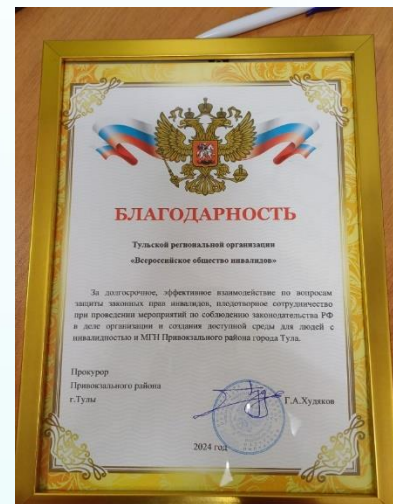 БЛАГОДАРНОСТЬ
Тульской региональной организации
«Всероссийское общество инвалидов»
За долгосрочное, эффективное взаимодействие по вопросам
защиты законных прав инвалидов, плодотворное сотрудничество
при проведении мероприятий по соблюдению законодательства РФ
в деле организации и создания доступной среды для людей с
инвалидностью и МГН Привокзального района города Тула.
Прокурор
Привокзального района
г.Тулы
Г.А.Худяков
2024 год